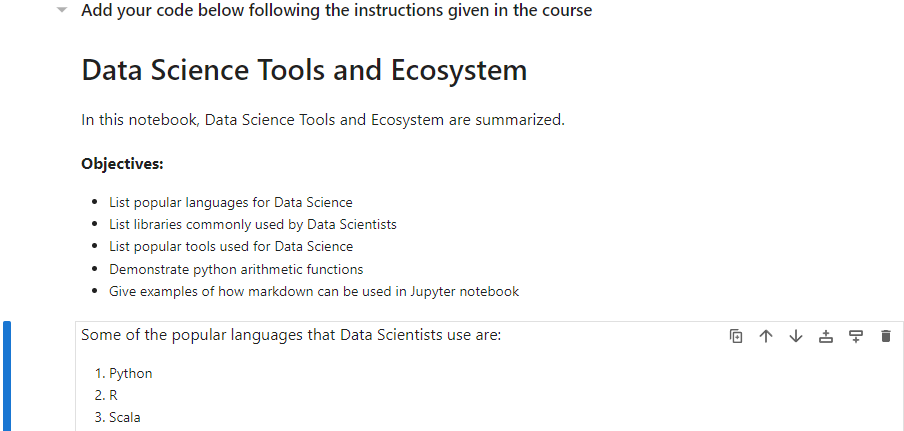 Add your code below following the instructions given in the course
Data Science Tools and Ecosystem
In this notebook, Data Science Tools and Ecosystem are summarized.
Objectives:
• List popular languages for Data Science
• List libraries commonly used by Data Scientists
• List popular tools used for Data Science
• Demonstrate python arithmetic functions
• Give examples of how markdown can be used in Jupyter notebook
Some of the popular languages that Data Scientists use are:
1. Python
2. R
3. Scala